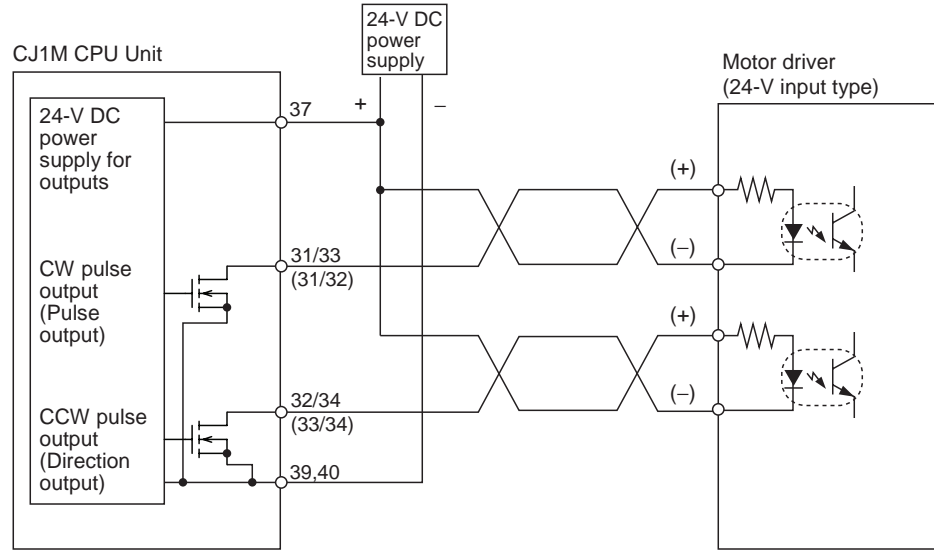 24-V DC
power
supply
CJ1M CPU Unit
Motor driver
(24-V input type)
24-V DC
power
supply for
outputs
37
+
–
(+)
(–)
CW pulse
output
(Pulse
output)
31/33
(31/32)
(+)
(–)
CCW pulse
output
(Direction
output)
32/34
(33/34)
39,40